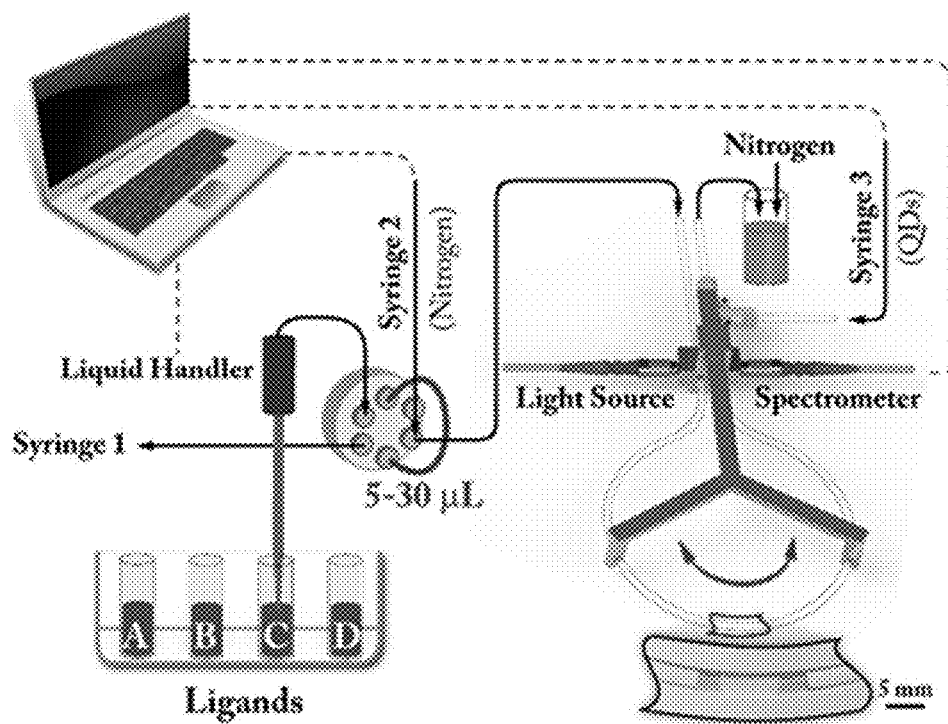 Nitrogen
Syringe 2
(Nitrogen)
Syringe 3
(QDs)
Liquid Handler
Light Source
Spectrometer
Syringe 1
5-30 μL
A B C D
Ligands
5 mm